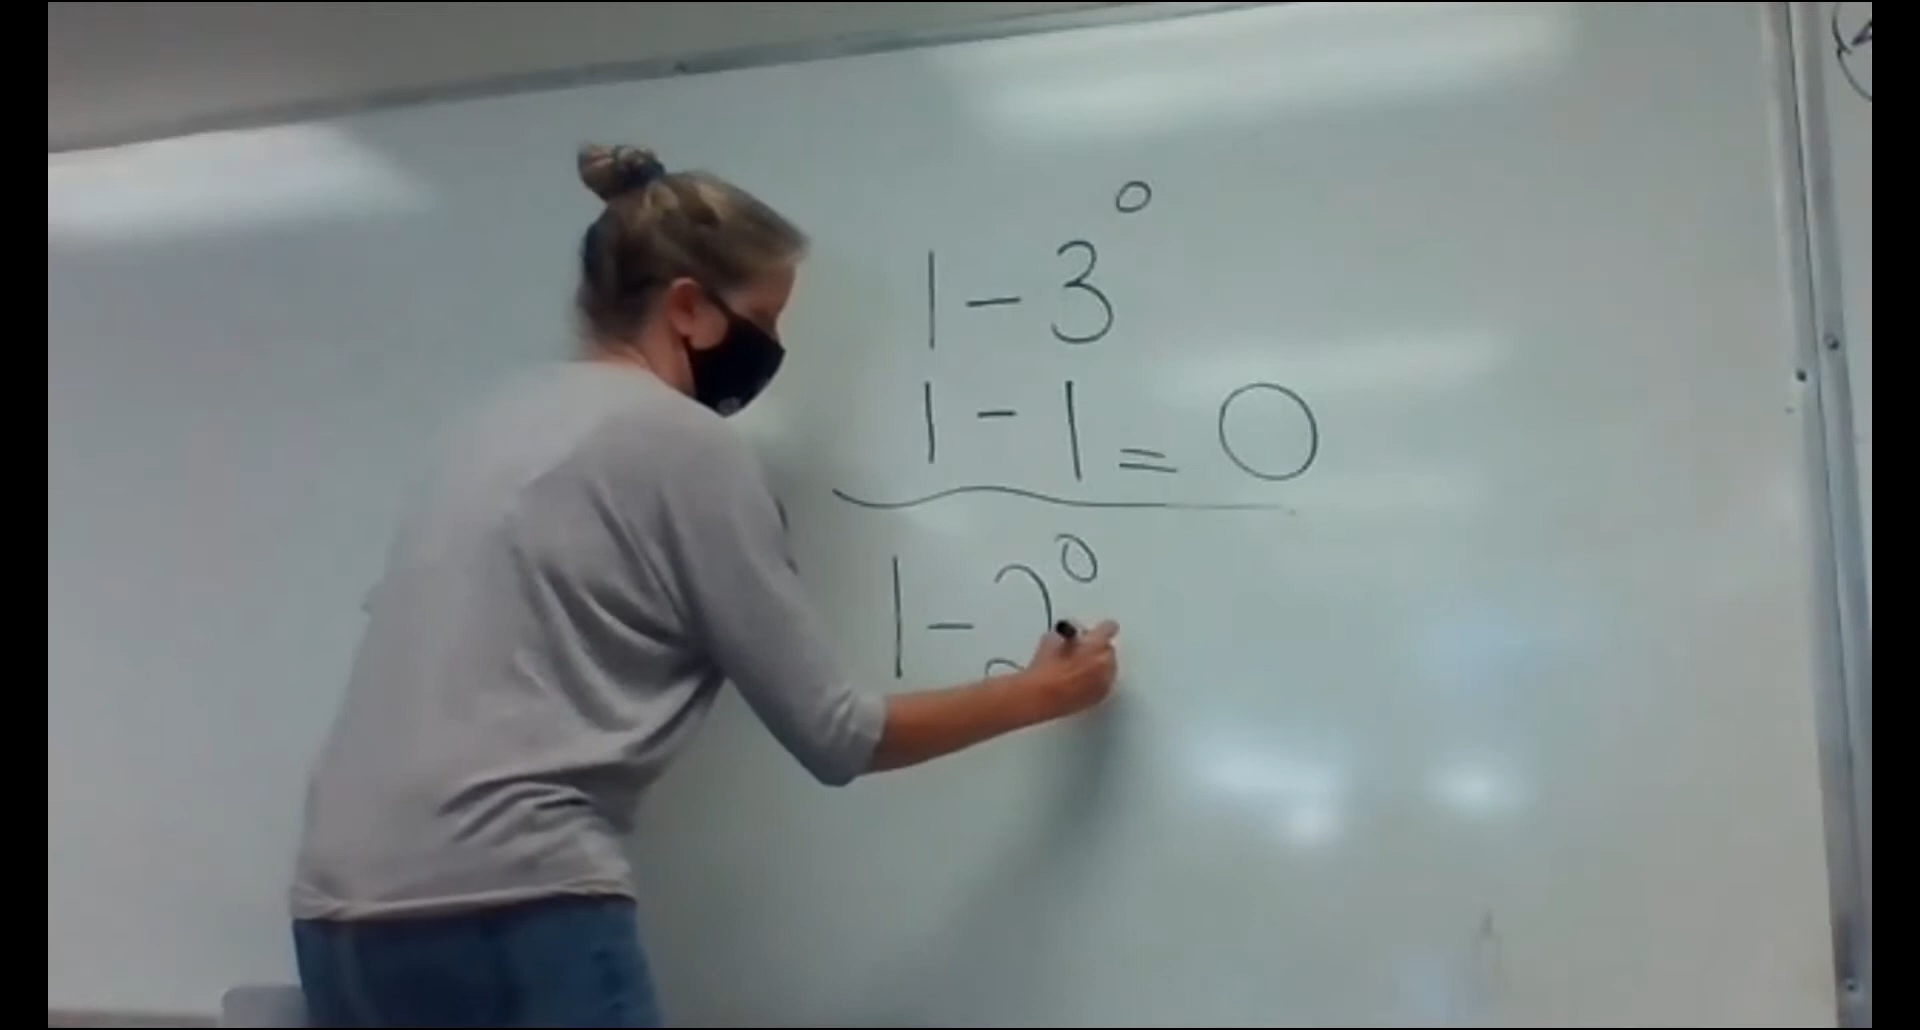 1 - 3⁰
1 - 1 = 0
1 - 2⁰